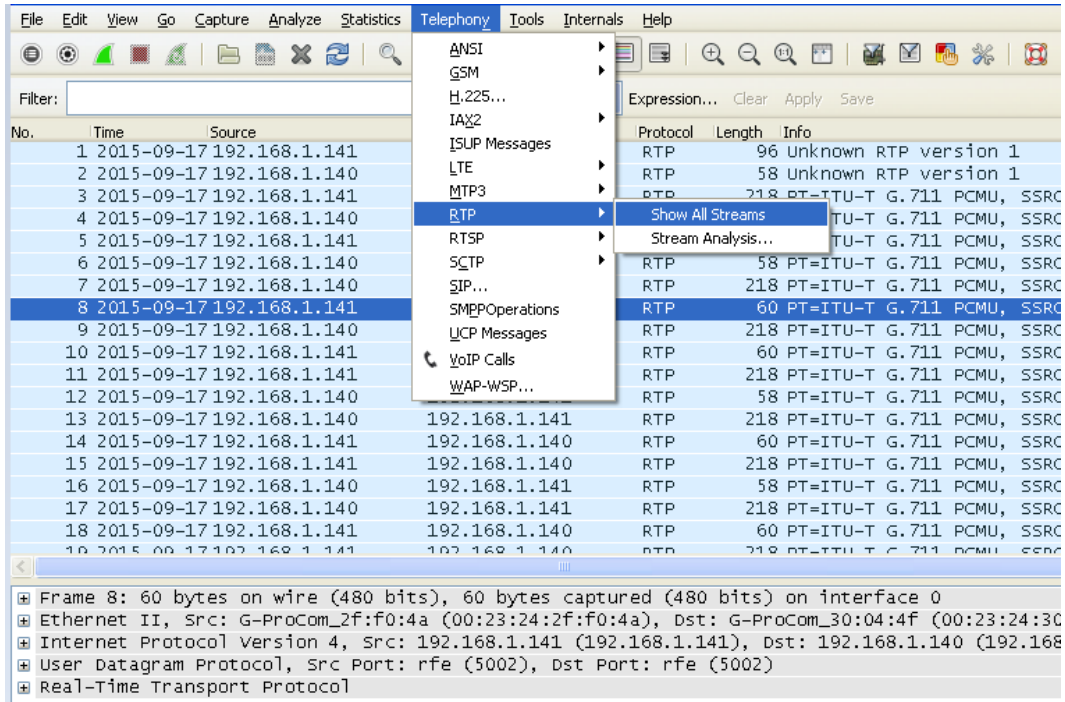 File Edit View Go Capture Analyze Statistics Telephony Tools Internals Help
ANSI
GSM
H.225...
IAX2
ISUP Messages
LTE
MTP3
RTP
RTSP
SCTP
SIP...
SMPPOperations
UCP Messages
VoIP Calls
WAP-WSP...
Show All Streams
Stream Analysis...
Filter: Expression... Clear Apply Save
No. Time Source Protocol Length Info
1 2015-09-17 192.168.1.141 RTP 96 Unknown RTP version 1
2 2015-09-17 192.168.1.140 RTP 58 Unknown RTP version 1
3 2015-09-17 192.168.1.141 RTP 218 PT=ITU-T G.711 PCMU, SSRC
4 2015-09-17 192.168.1.140 TU-T G.711 PCMU, SSRC
5 2015-09-17 192.168.1.141 TU-T G.711 PCMU, SSRC
6 2015-09-17 192.168.1.140 RTP 58 PT=ITU-T G.711 PCMU, SSRC
7 2015-09-17 192.168.1.140 RTP 218 PT=ITU-T G.711 PCMU, SSRC
8 2015-09-17 192.168.1.141 RTP 60 PT=ITU-T G.711 PCMU, SSRC
9 2015-09-17 192.168.1.140 RTP 218 PT=ITU-T G.711 PCMU, SSRC
10 2015-09-17 192.168.1.141 RTP 60 PT=ITU-T G.711 PCMU, SSRC
11 2015-09-17 192.168.1.141 RTP 218 PT=ITU-T G.711 PCMU, SSRC
12 2015-09-17 192.168.1.140 RTP 58 PT=ITU-T G.711 PCMU, SSRC
13 2015-09-17 192.168.1.140 192.168.1.141 RTP 218 PT=ITU-T G.711 PCMU, SSRC
14 2015-09-17 192.168.1.141 192.168.1.140 RTP 60 PT=ITU-T G.711 PCMU, SSRC
15 2015-09-17 192.168.1.141 192.168.1.140 RTP 218 PT=ITU-T G.711 PCMU, SSRC
16 2015-09-17 192.168.1.140 192.168.1.141 RTP 58 PT=ITU-T G.711 PCMU, SSRC
17 2015-09-17 192.168.1.140 192.168.1.141 RTP 218 PT=ITU-T G.711 PCMU, SSRC
18 2015-09-17 192.168.1.141 192.168.1.140 RTP 60 PT=ITU-T G.711 PCMU, SSRC
19 2015-09-17 192.168.1.141 192.168.1.140 RTP 218 PT=ITU-T G.711 PCMU, SSRC
Frame 8: 60 bytes on wire (480 bits), 60 bytes captured (480 bits) on interface 0
Ethernet II, Src: G-ProCom_2f:f0:4a (00:23:24:2f:f0:4a), Dst: G-ProCom_30:04:4f (00:23:24:30
Internet Protocol Version 4, Src: 192.168.1.141 (192.168.1.141), Dst: 192.168.1.140 (192.168
User Datagram Protocol, Src Port: rfe (5002), Dst Port: rfe (5002)
Real-Time Transport Protocol